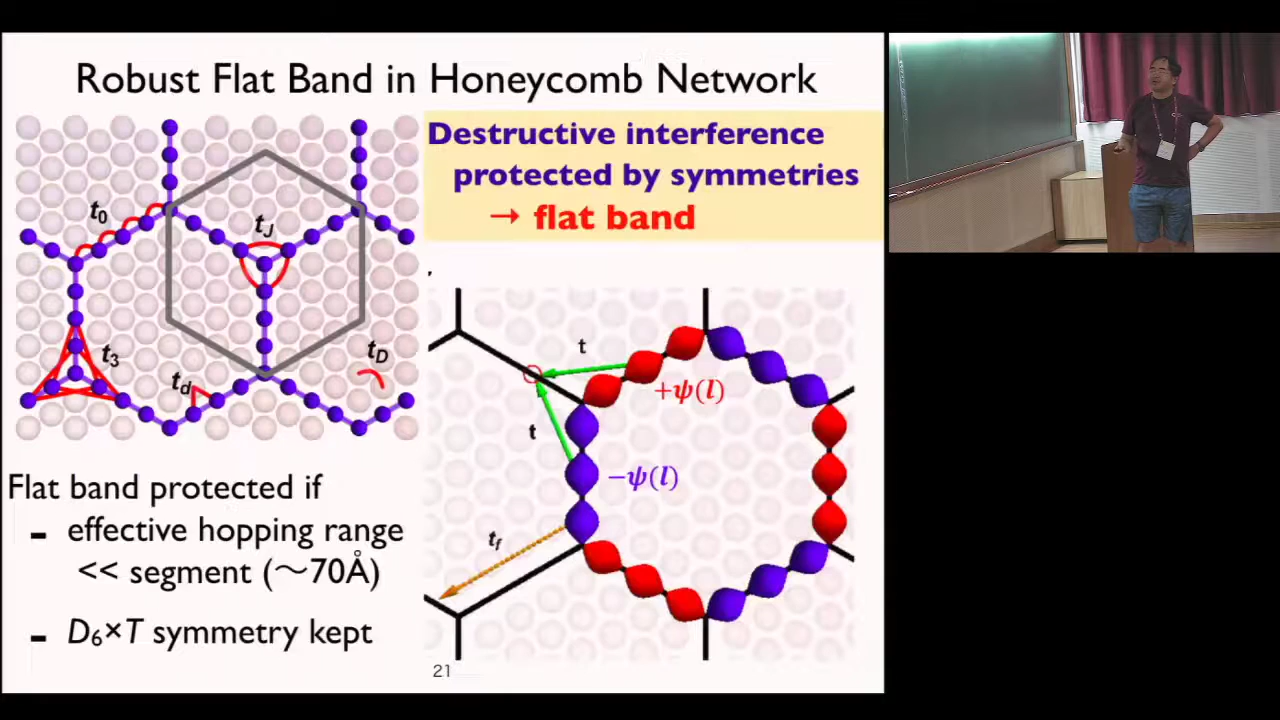 Robust Flat Band in Honeycomb Network
Destructive interference
protected by symmetries
→ flat band
t₀
t_J
t₃
t_d
t_D
t
+ψ(l)
t
−ψ(l)
t_f
Flat band protected if
- effective hopping range
<< segment (～70Å)
- D₆×T symmetry kept
21